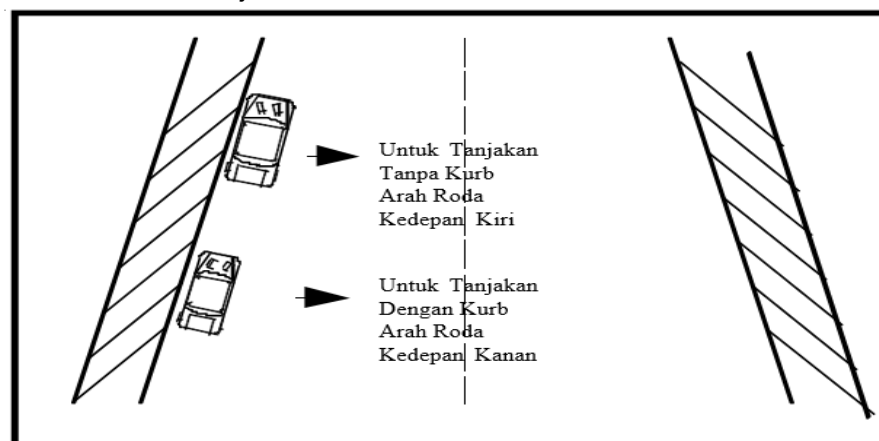 Untuk Tanjakan
Tanpa Kurb
Arah Roda
Kedepan Kiri
Untuk Tanjakan
Dengan Kurb
Arah Roda
Kedepan Kanan